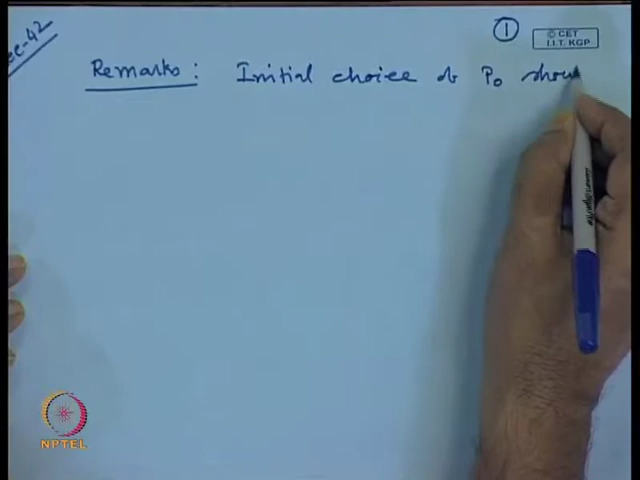 ec-42
1
© CET
I.I.T. KGP
Remarks : Initial choice of P0 shou
NPTEL